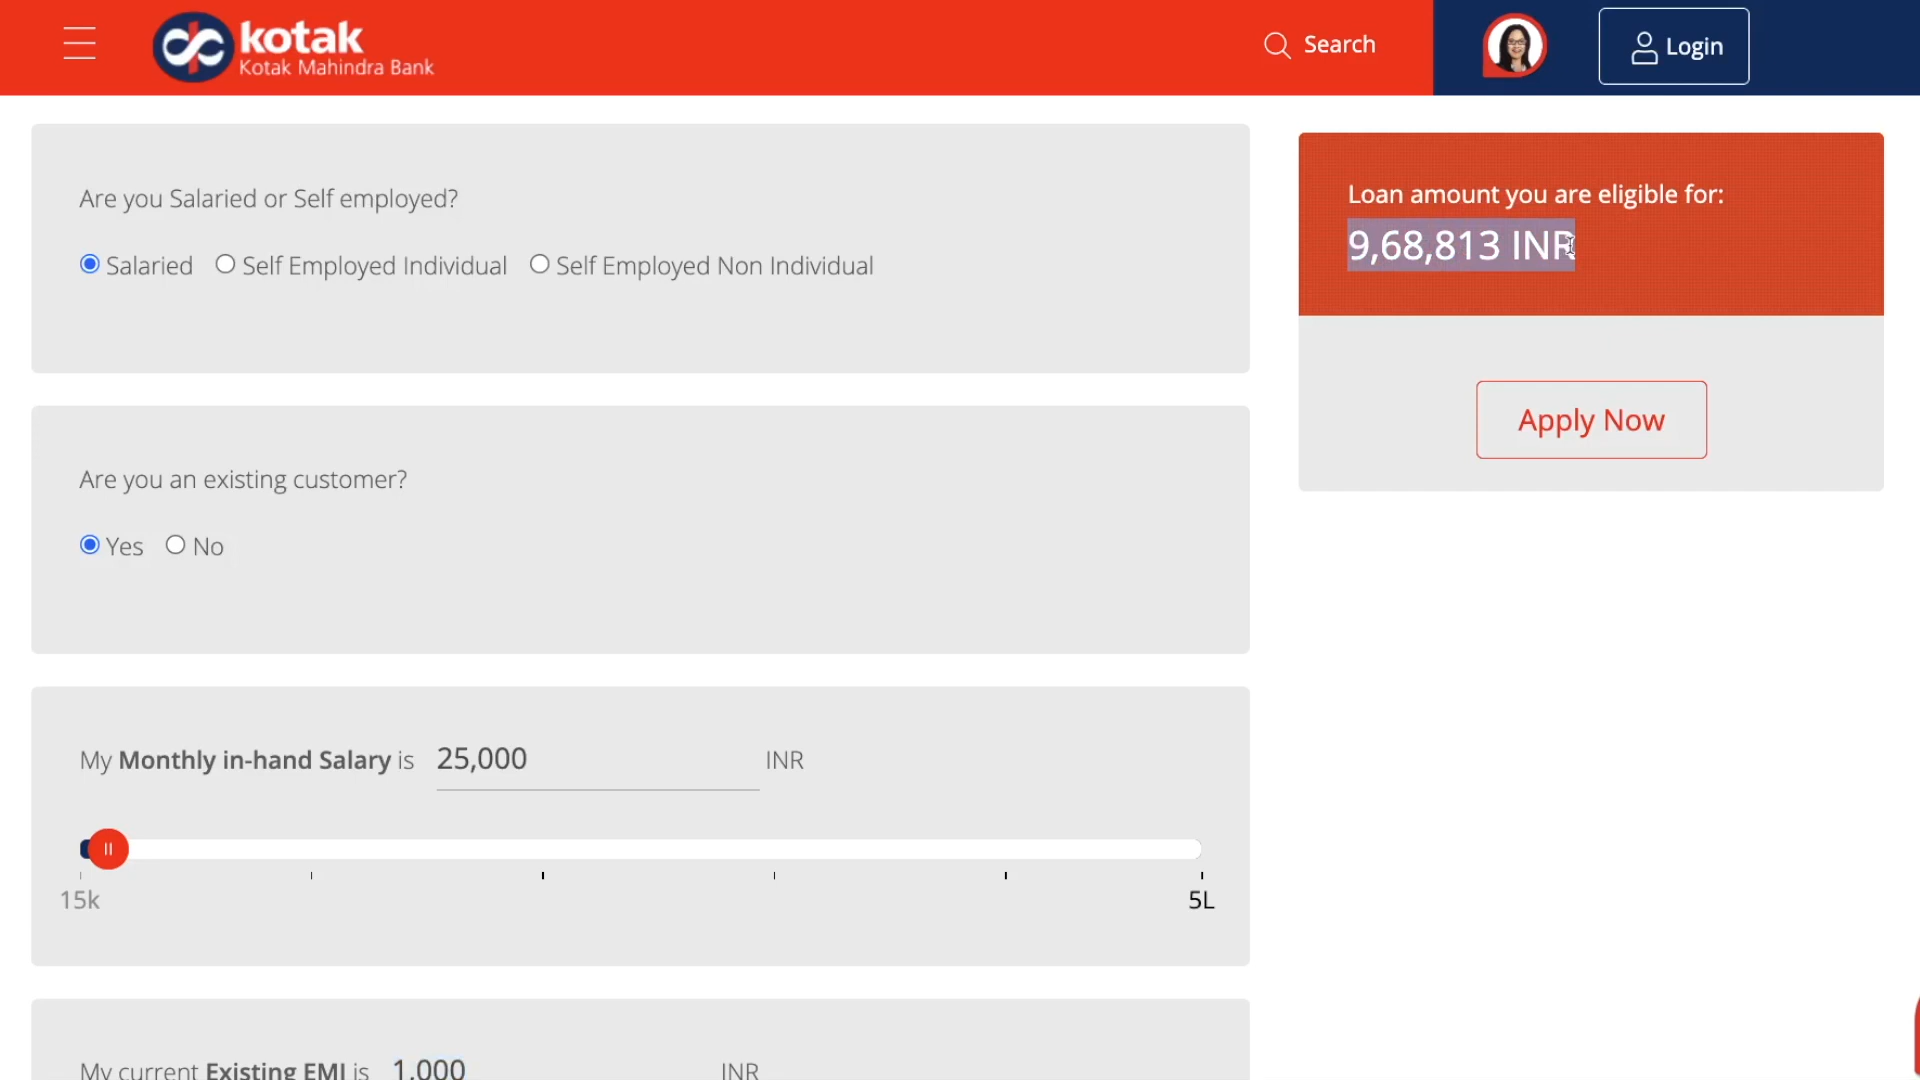 kotak
Kotak Mahindra Bank
Search
Login
Are you Salaried or Self employed?
Salaried Self Employed Individual Self Employed Non Individual
Loan amount you are eligible for:
9,68,813 INR
Apply Now
Are you an existing customer?
Yes No
My Monthly in-hand Salary is 25,000 INR
15k 5L
My current Existing EMI is 1,000 INR